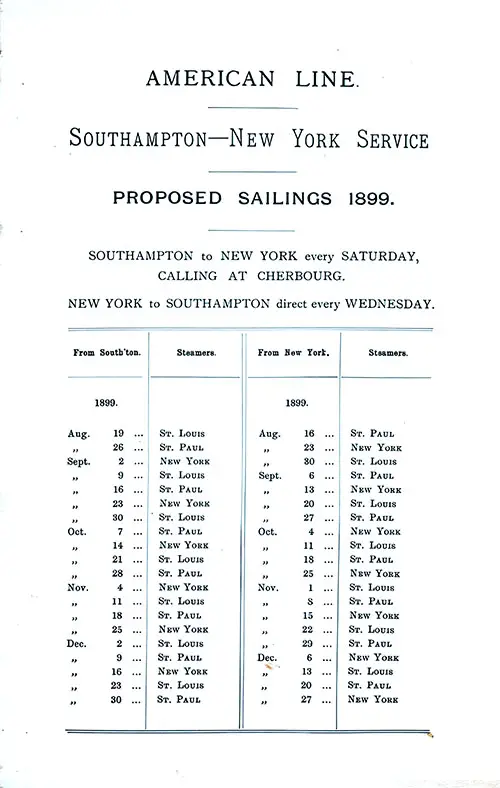 AMERICAN LINE.
SOUTHAMPTON—NEW YORK SERVICE
PROPOSED SAILINGS 1899.
SOUTHAMPTON to NEW YORK every SATURDAY,
CALLING AT CHERBOURG.
NEW YORK to SOUTHAMPTON direct every WEDNESDAY.
From South'ton. Steamers. From New York. Steamers.
1899. 1899.
Aug. 19 ... ST. LOUIS Aug. 16 ... ST. PAUL
„ 26 ... ST. PAUL „ 23 ... NEW YORK
Sept. 2 ... NEW YORK „ 30 ... ST. LOUIS
„ 9 ... ST. LOUIS Sept. 6 ... ST. PAUL
„ 16 ... ST. PAUL „ 13 ... NEW YORK
„ 23 ... NEW YORK „ 20 ... ST. LOUIS
„ 30 ... ST. LOUIS „ 27 ... ST. PAUL
Oct. 7 ... ST. PAUL Oct. 4 ... NEW YORK
„ 14 ... NEW YORK „ 11 ... ST. LOUIS
„ 21 ... ST. LOUIS „ 18 ... ST. PAUL
„ 28 ... ST. PAUL „ 25 ... NEW YORK
Nov. 4 ... NEW YORK Nov. 1 ... ST. LOUIS
„ 11 ... ST. LOUIS „ 8 ... ST. PAUL
„ 18 ... ST. PAUL „ 15 ... NEW YORK
„ 25 ... NEW YORK „ 22 ... ST. LOUIS
Dec. 2 ... ST. LOUIS „ 29 ... ST. PAUL
„ 9 ... ST. PAUL Dec. 6 ... NEW YORK
„ 16 ... NEW YORK „ 13 ... ST. LOUIS
„ 23 ... ST. LOUIS „ 20 ... ST. PAUL
„ 30 ... ST. PAUL „ 27 ... NEW YORK